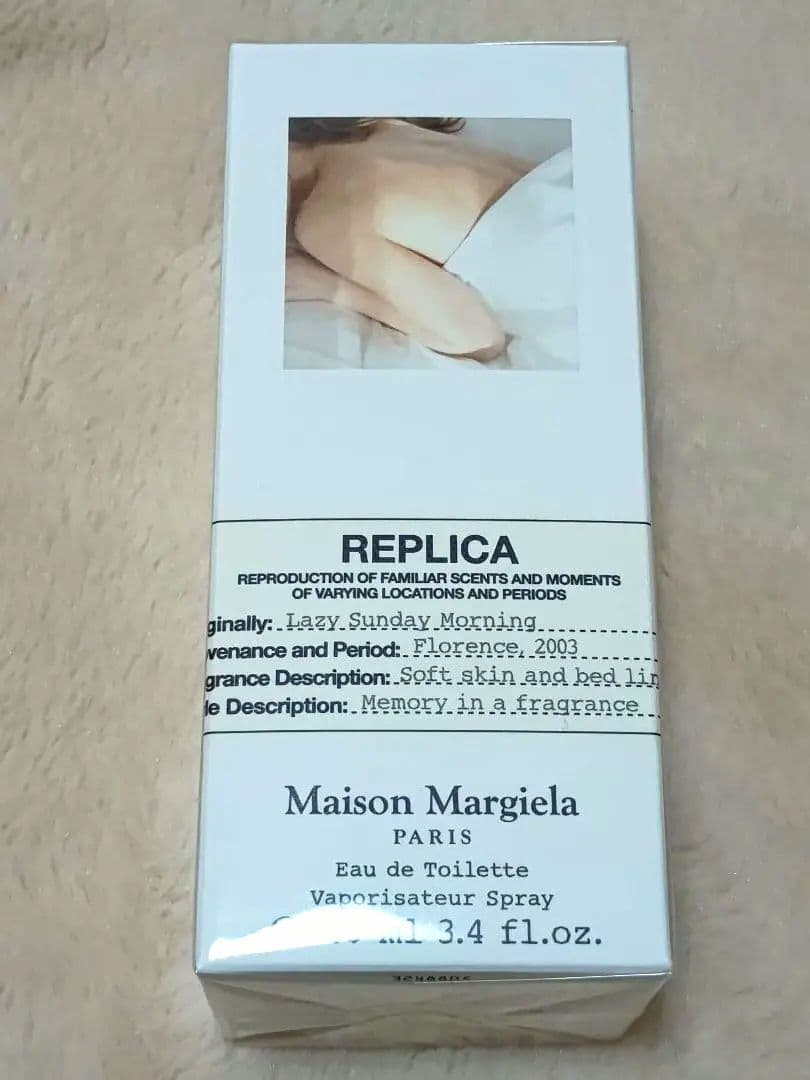 REPLICA
REPRODUCTION OF FAMILIAR SCENTS AND MOMENTS
OF VARYING LOCATIONS AND PERIODS
ginally: Lazy Sunday Morning
venance and Period: Florence, 2003
grance Description: Soft skin and bed lin
le Description: Memory in a fragrance
Maison Margiela
PARIS
Eau de Toilette
Vaporisateur Spray
ml 3.4 fl.oz.